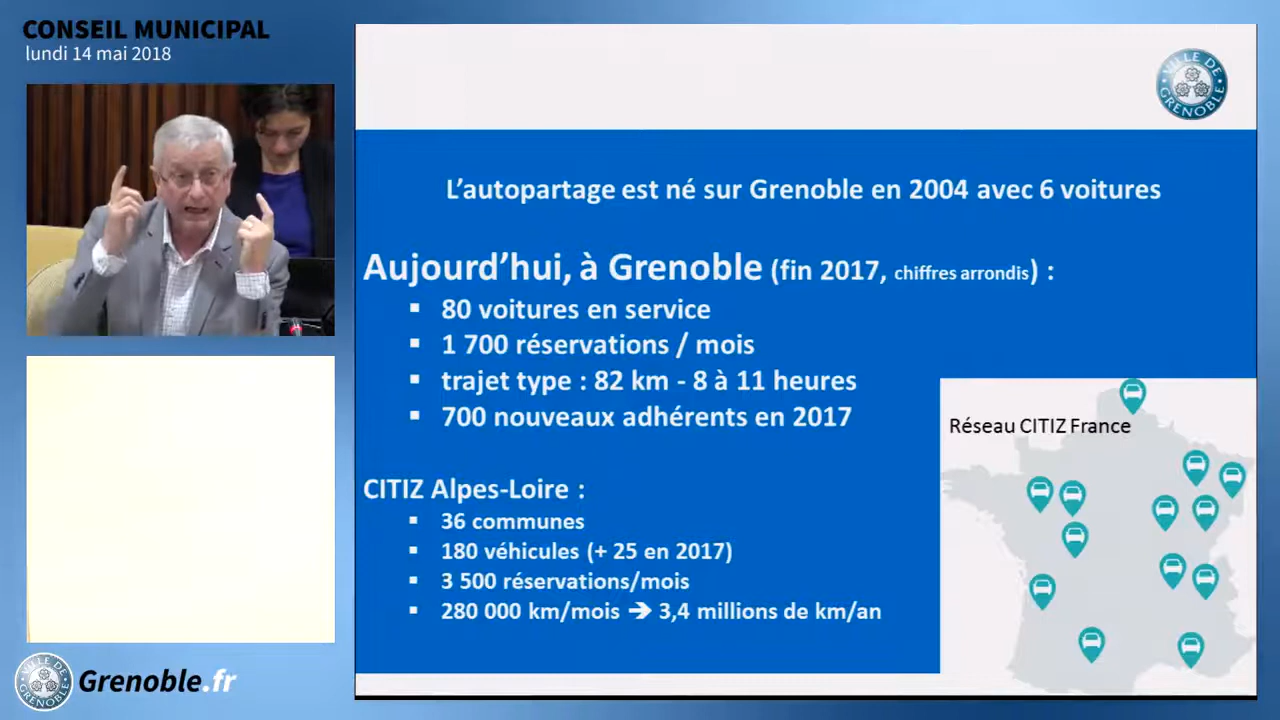 CONSEIL MUNICIPAL
lundi 14 mai 2018
VILLE DE GRENOBLE
L'autopartage est né sur Grenoble en 2004 avec 6 voitures
Aujourd'hui, à Grenoble (fin 2017, chiffres arrondis) :
▪ 80 voitures en service
▪ 1 700 réservations / mois
▪ trajet type : 82 km - 8 à 11 heures
▪ 700 nouveaux adhérents en 2017
Réseau CITIZ France
CITIZ Alpes-Loire :
▪ 36 communes
▪ 180 véhicules (+ 25 en 2017)
▪ 3 500 réservations/mois
▪ 280 000 km/mois ➔ 3,4 millions de km/an
VILLE DE GRENOBLE
Grenoble.fr